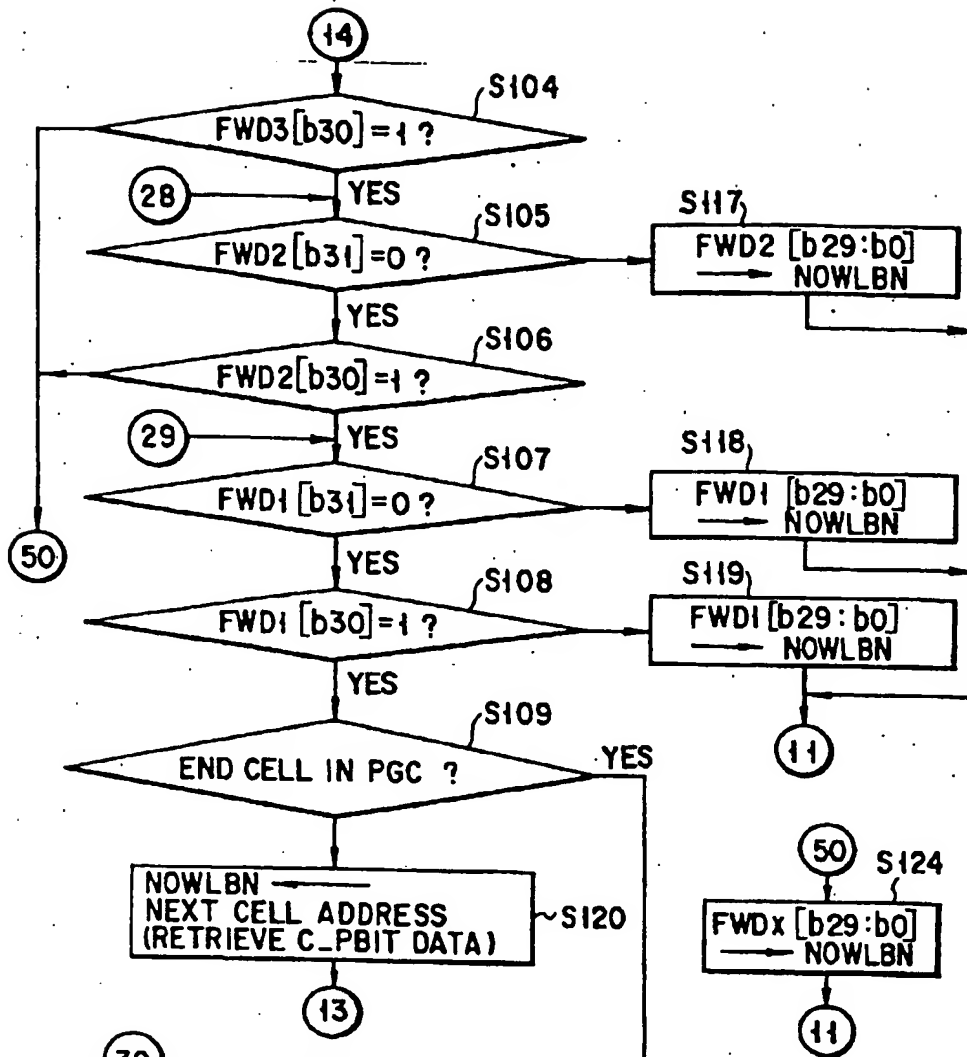 14
S104
FWD3[b30]=1 ?
28
YES
S105
FWD2[b31]=0 ?
S117
FWD2 [b29:b0]
→ NOWLBN
YES
S106
FWD2[b30]=1 ?
29
YES
S107
FWD1[b31]=0 ?
S118
FWD1 [b29:b0]
→ NOWLBN
50
YES
S108
FWD1[b30]=1 ?
S119
FWD1[b29:b0]
→ NOWLBN
YES
S109
END CELL IN PGC ?
YES
11
NOWLBN ←
NEXT CELL ADDRESS
(RETRIEVE C_PBIT DATA)
S120
13
50
S124
FWDX [b29:b0]
→ NOWLBN
11